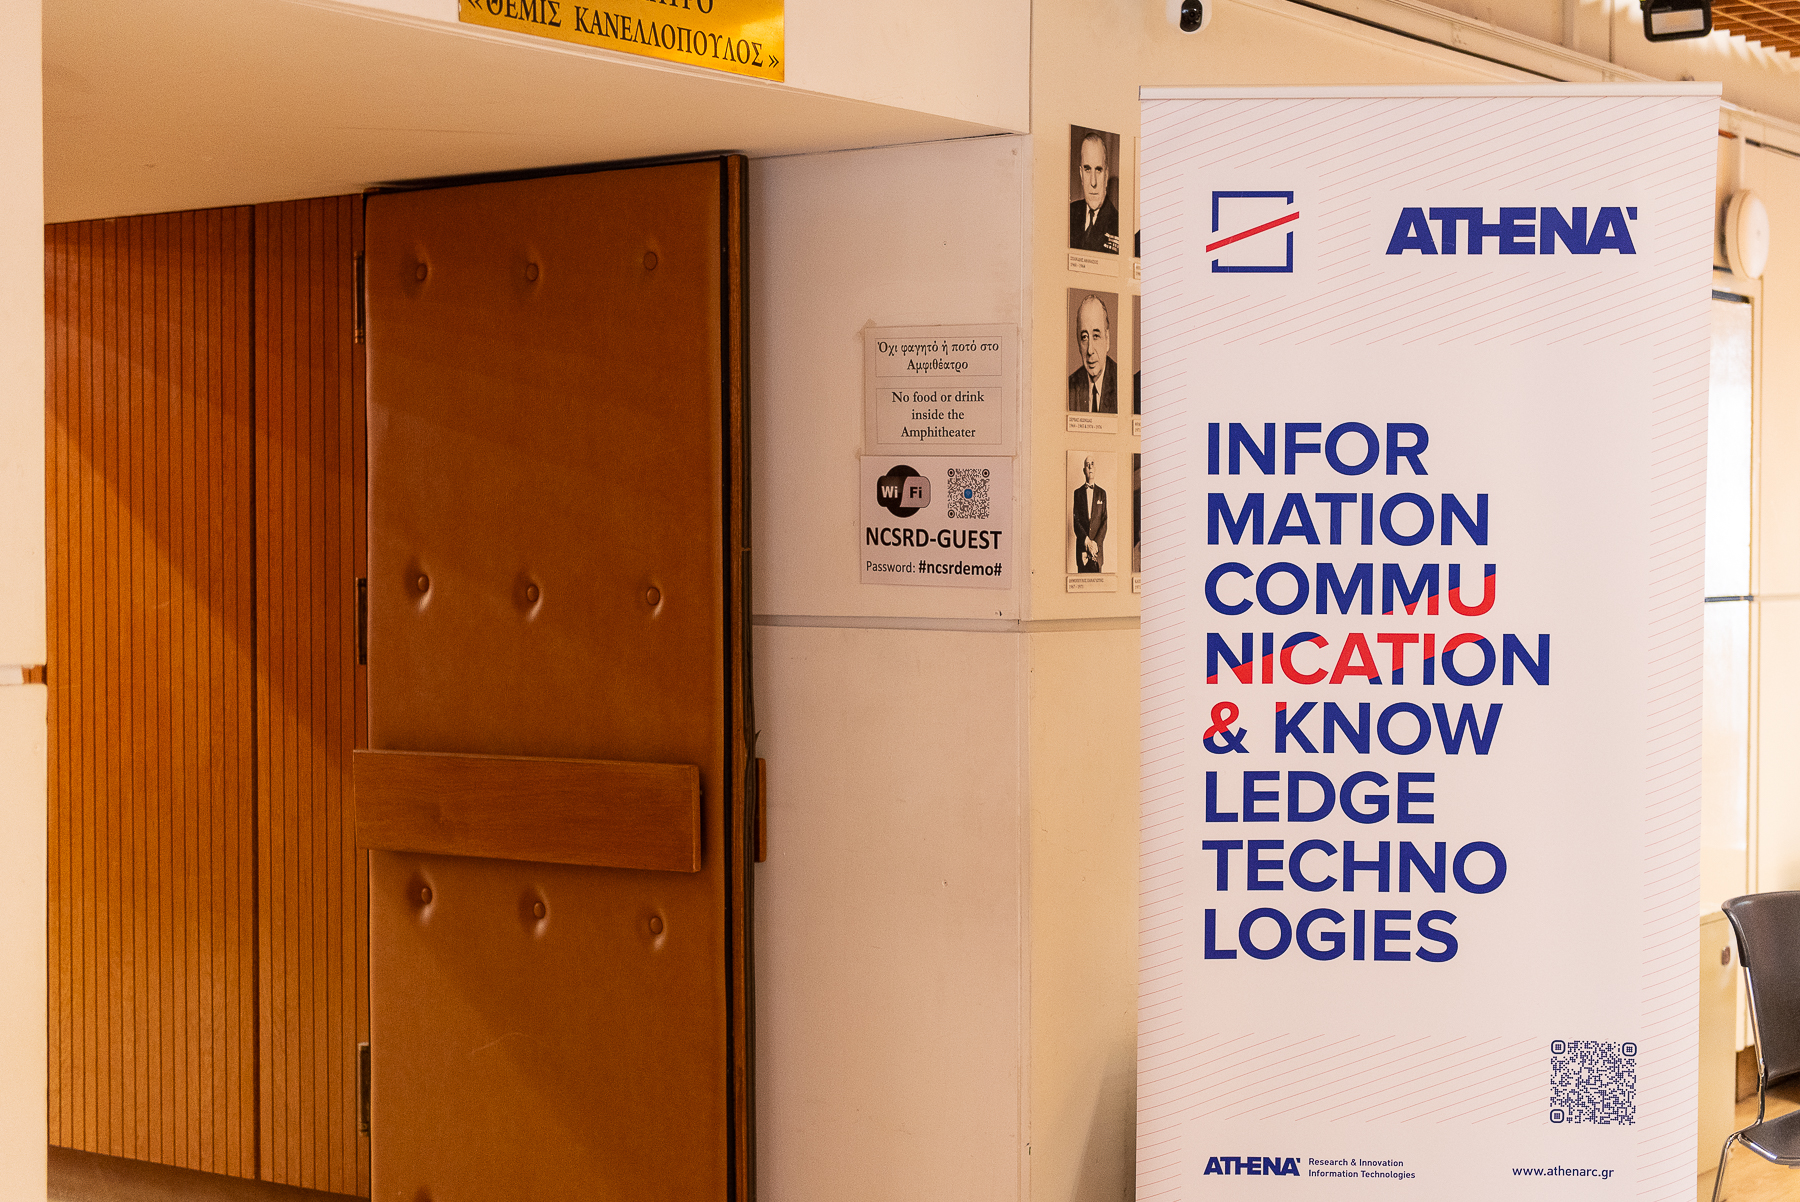 «ΘΕΜΙΣ ΚΑΝΕΛΛΟΠΟΥΛΟΣ»
Όχι φαγητό ή ποτό στο
Αμφιθέατρο
No food or drink
inside the
Amphitheater
Wi Fi
NCSRD-GUEST
Password: #ncsrdemo#
ATHENA
INFOR
MATION
COMMU
NICATION
& KNOW
LEDGE
TECHNO
LOGIES
ATHENA
Research & Innovation
Information Technologies
www.athenarc.gr